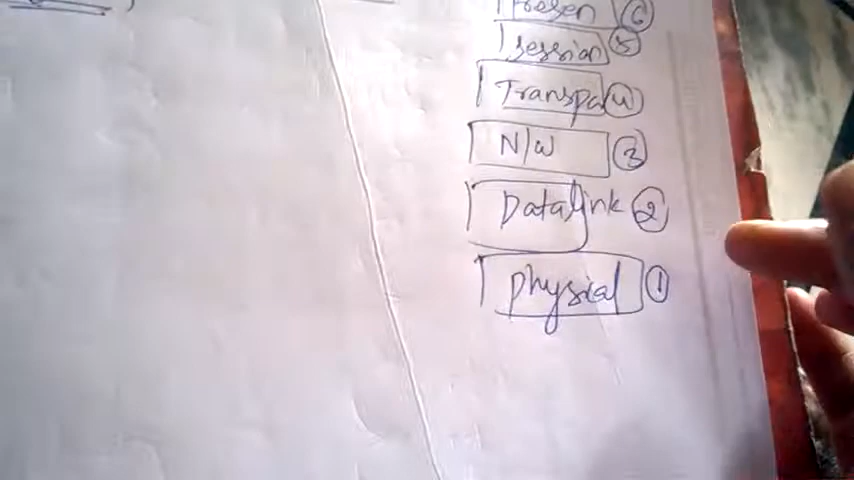 Presen 6
Session 5
Transpo 4
N/W 3
Datalink 2
physial 1